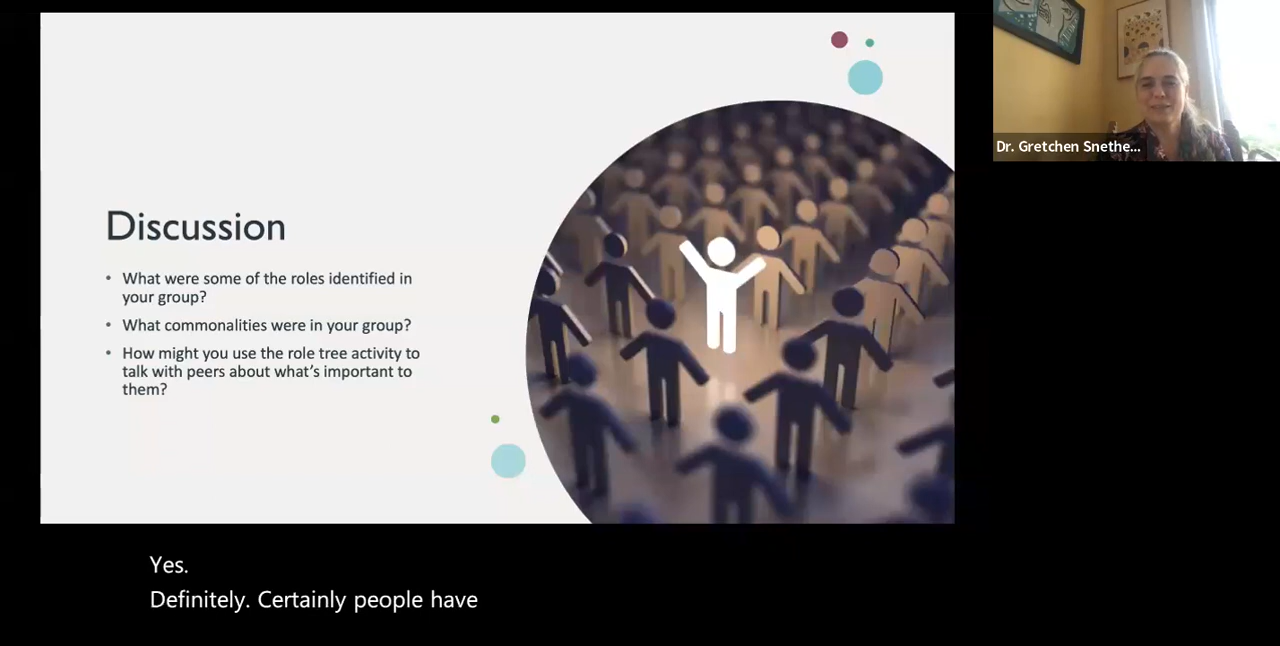 Discussion
• What were some of the roles identified in
your group?
• What commonalities were in your group?
• How might you use the role tree activity to
talk with peers about what's important to
them?
Dr. Gretchen Snethe...
Yes.
Definitely. Certainly people have